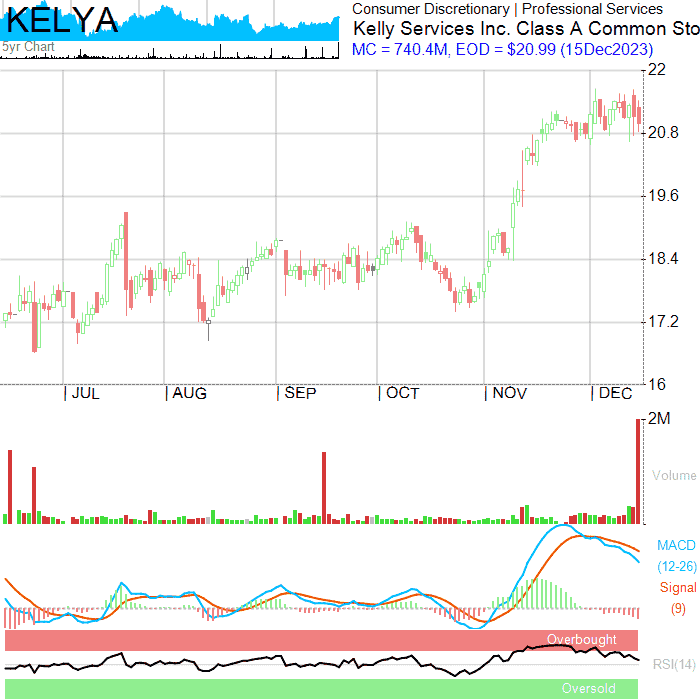 KELYA
5yr Chart
Consumer Discretionary | Professional Services
Kelly Services Inc. Class A Common Sto
MC = 740.4M, EOD = $20.99 (15Dec2023)
22
20.8
19.6
18.4
17.2
16
| JUL | AUG | SEP | OCT | NOV | DEC
2M
Volume
MACD
(12-26)
Signal
(9)
Overbought
RSI(14)
Oversold